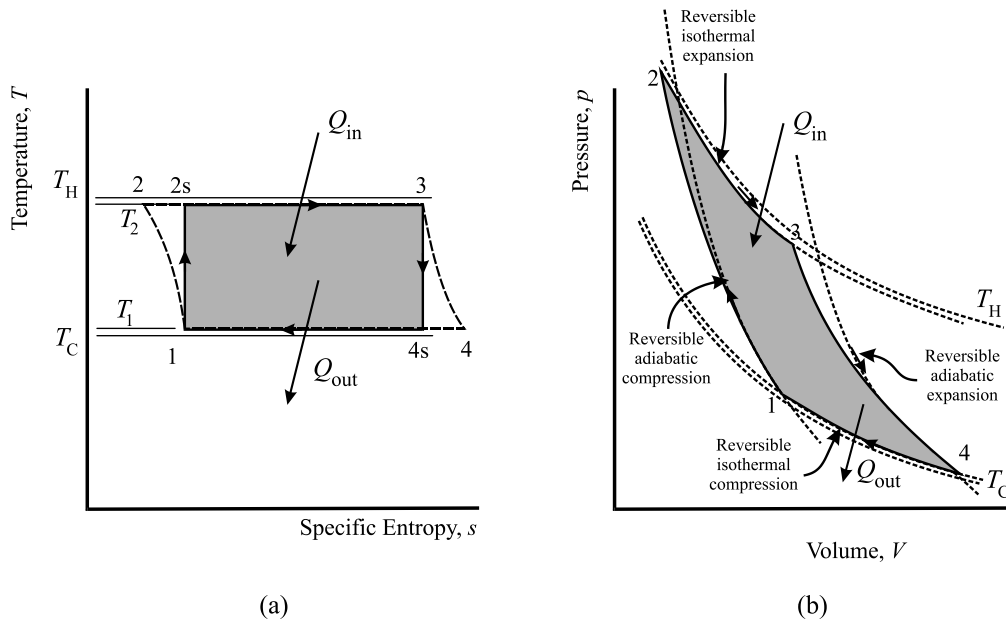 Temperature, T
T_H
2
2s
T_2
3
Q_in
T_1
T_C
1
4s
4
Q_out
Specific Entropy, s
(a)
Pressure, p
Reversible
isothermal
expansion
2
Q_in
3
T_H
Reversible
adiabatic
compression
Reversible
adiabatic
expansion
1
Reversible
isothermal
compression
Q_out
4
T_C
Volume, V
(b)